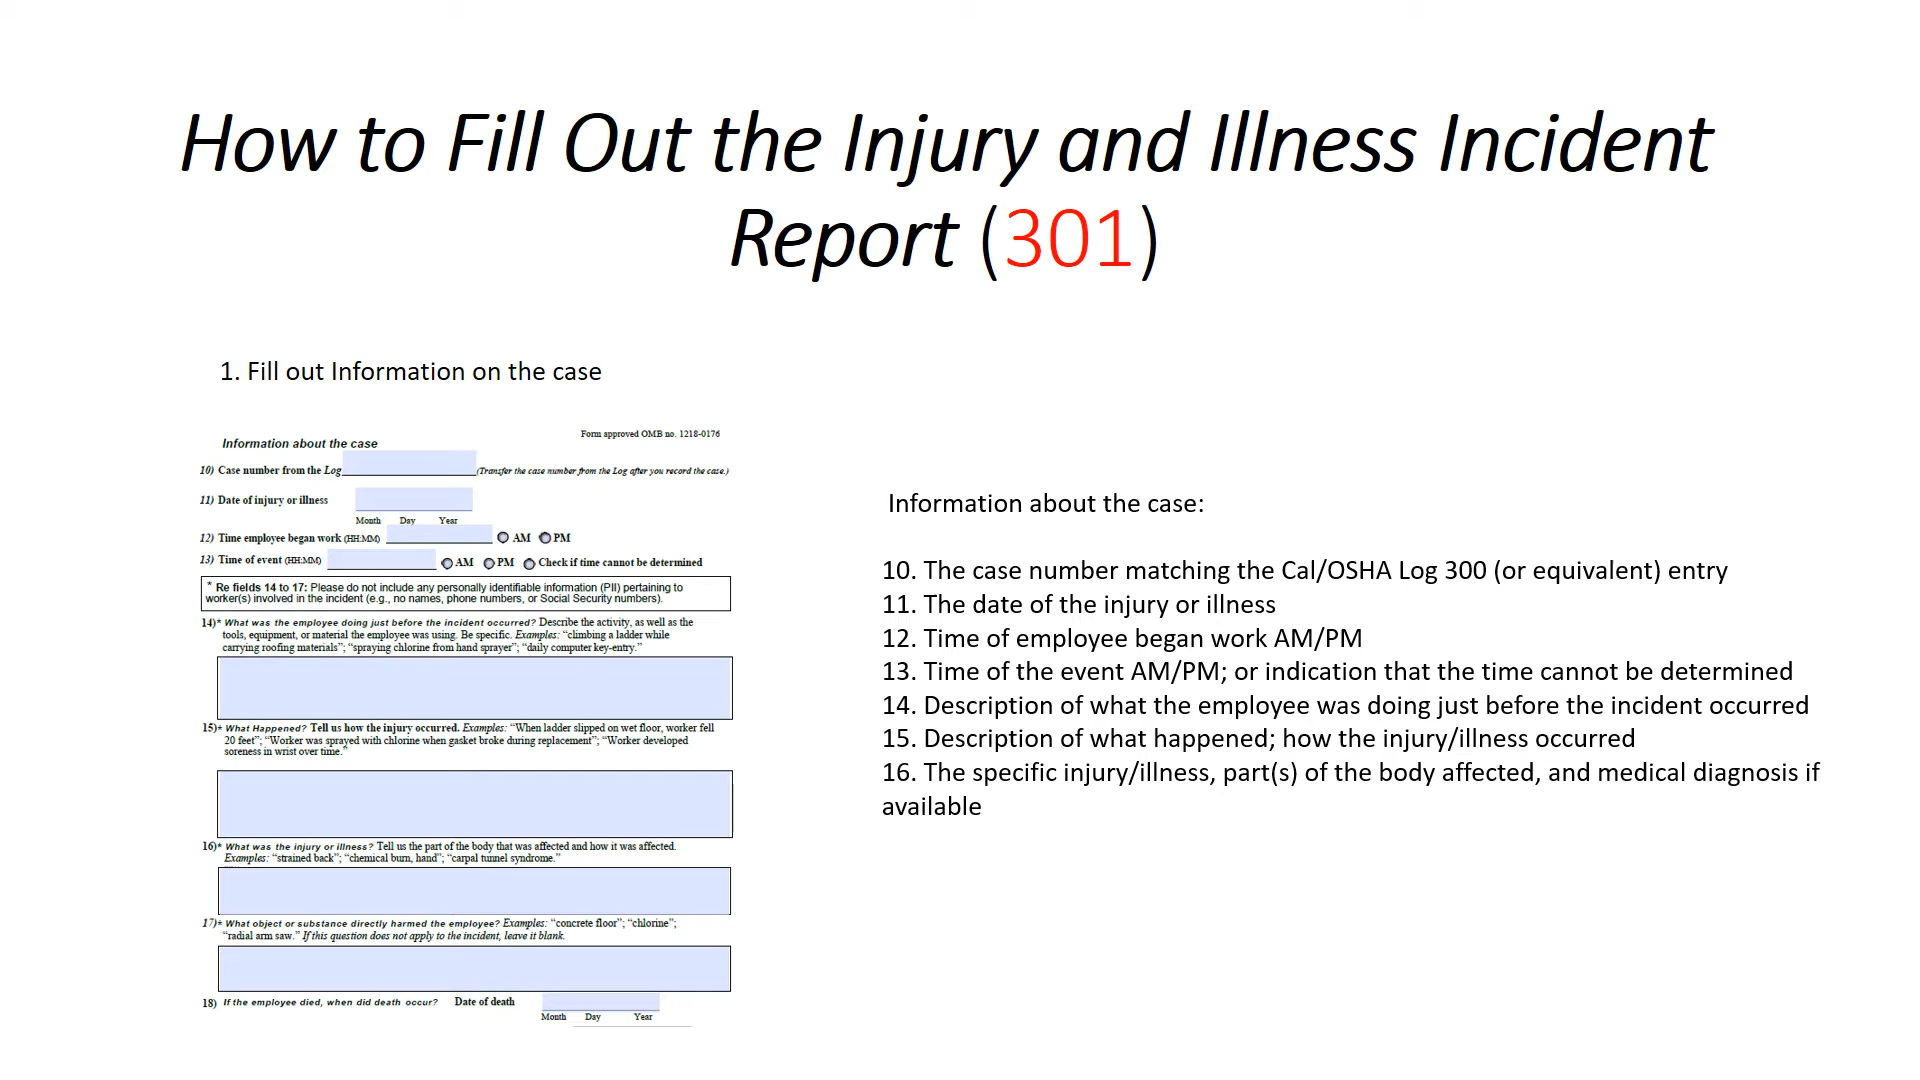 How to Fill Out the Injury and Illness Incident
Report (301)
1. Fill out Information on the case
Form approved OMB no. 1218-0176
Information about the case
10) Case number from the Log (Transfer the case number from the Log after you record the case.)
11) Date of injury or illness
Month Day Year
12) Time employee began work (HH:MM) AM PM
13) Time of event (HH:MM) AM PM Check if time cannot be determined
* Re fields 14 to 17: Please do not include any personally identifiable information (PII) pertaining to
worker(s) involved in the incident (e.g., no names, phone numbers, or Social Security numbers).
14)* What was the employee doing just before the incident occurred? Describe the activity, as well as the
tools, equipment, or material the employee was using. Be specific. Examples: “climbing a ladder while
carrying roofing materials”; “spraying chlorine from hand sprayer”; “daily computer key-entry.”
15)* What Happened? Tell us how the injury occurred. Examples: “When ladder slipped on wet floor, worker fell
20 feet”; “Worker was sprayed with chlorine when gasket broke during replacement”; “Worker developed
soreness in wrist over time.”
16)* What was the injury or illness? Tell us the part of the body that was affected and how it was affected.
Examples: “strained back”; “chemical burn, hand”; “carpal tunnel syndrome.”
17)* What object or substance directly harmed the employee? Examples: “concrete floor”; “chlorine”;
“radial arm saw.” If this question does not apply to the incident, leave it blank.
18) If the employee died, when did death occur? Date of death
Month Day Year
Information about the case:
10. The case number matching the Cal/OSHA Log 300 (or equivalent) entry
11. The date of the injury or illness
12. Time of employee began work AM/PM
13. Time of the event AM/PM; or indication that the time cannot be determined
14. Description of what the employee was doing just before the incident occurred
15. Description of what happened; how the injury/illness occurred
16. The specific injury/illness, part(s) of the body affected, and medical diagnosis if
available